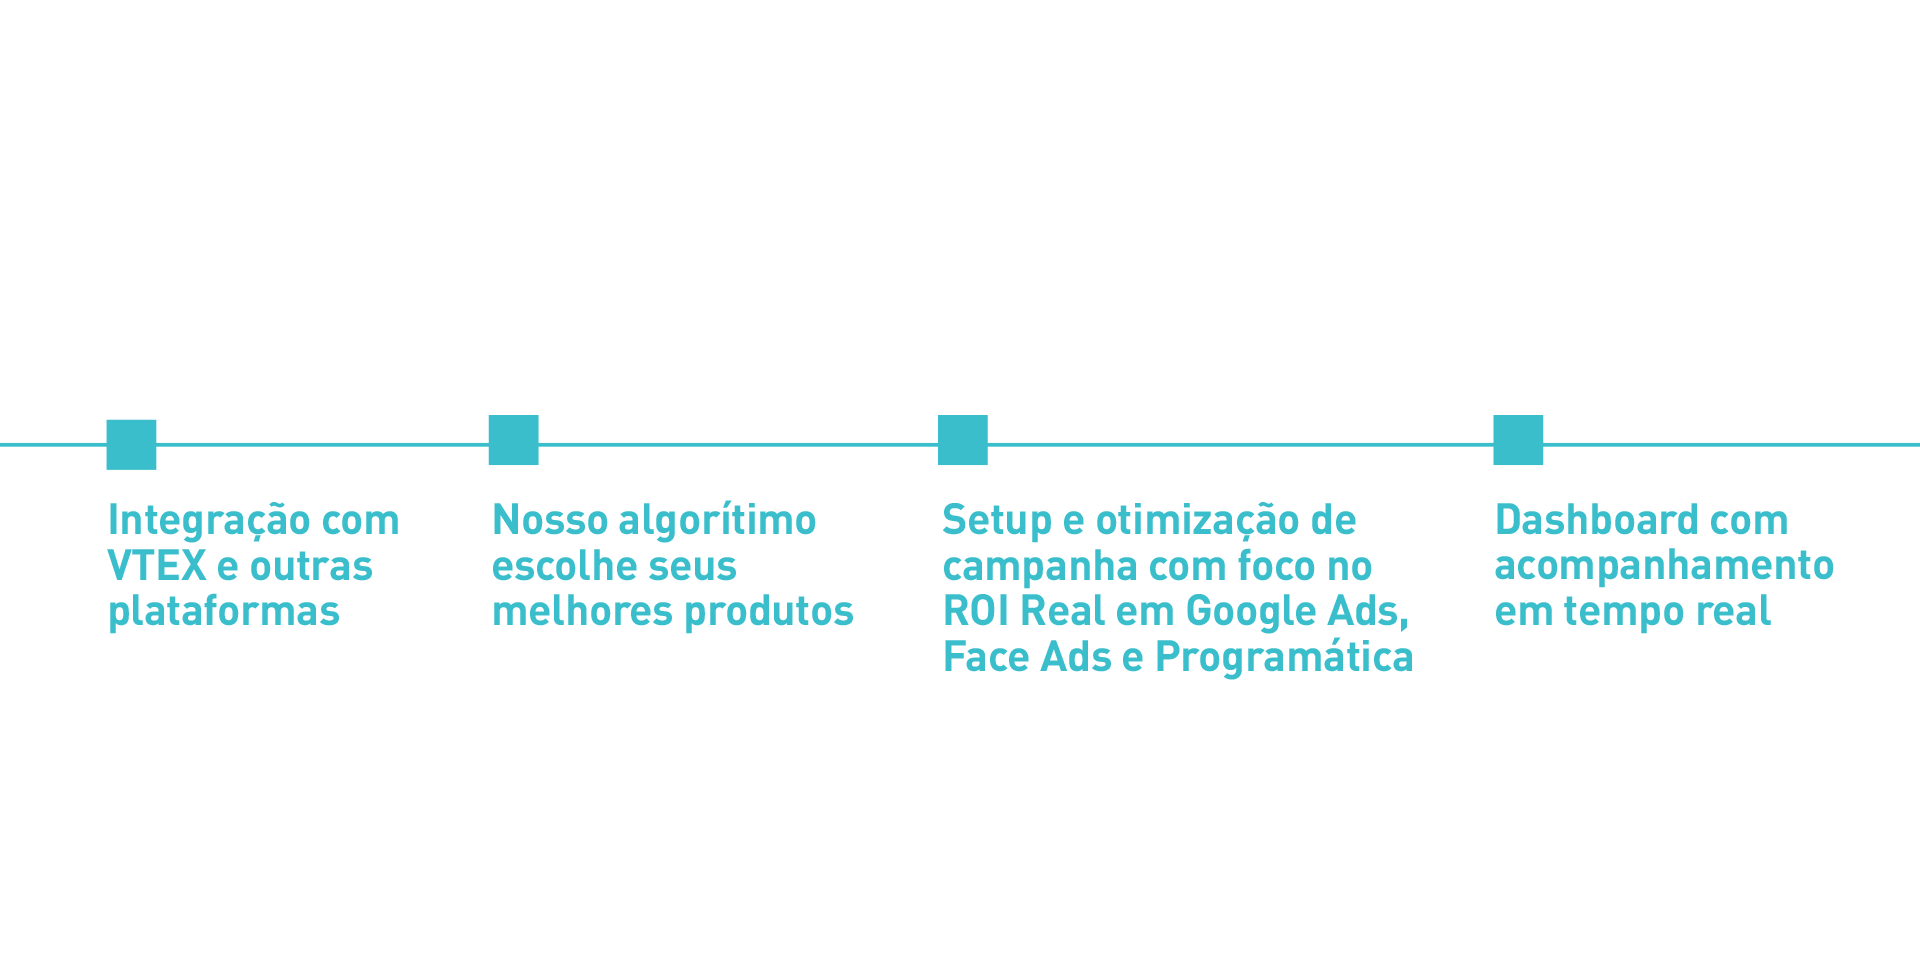 Integração com
VTEX e outras
plataformas
Nosso algorítimo
escolhe seus
melhores produtos
Setup e otimização de
campanha com foco no
ROI Real em Google Ads,
Face Ads e Programática
Dashboard com
acompanhamento
em tempo real